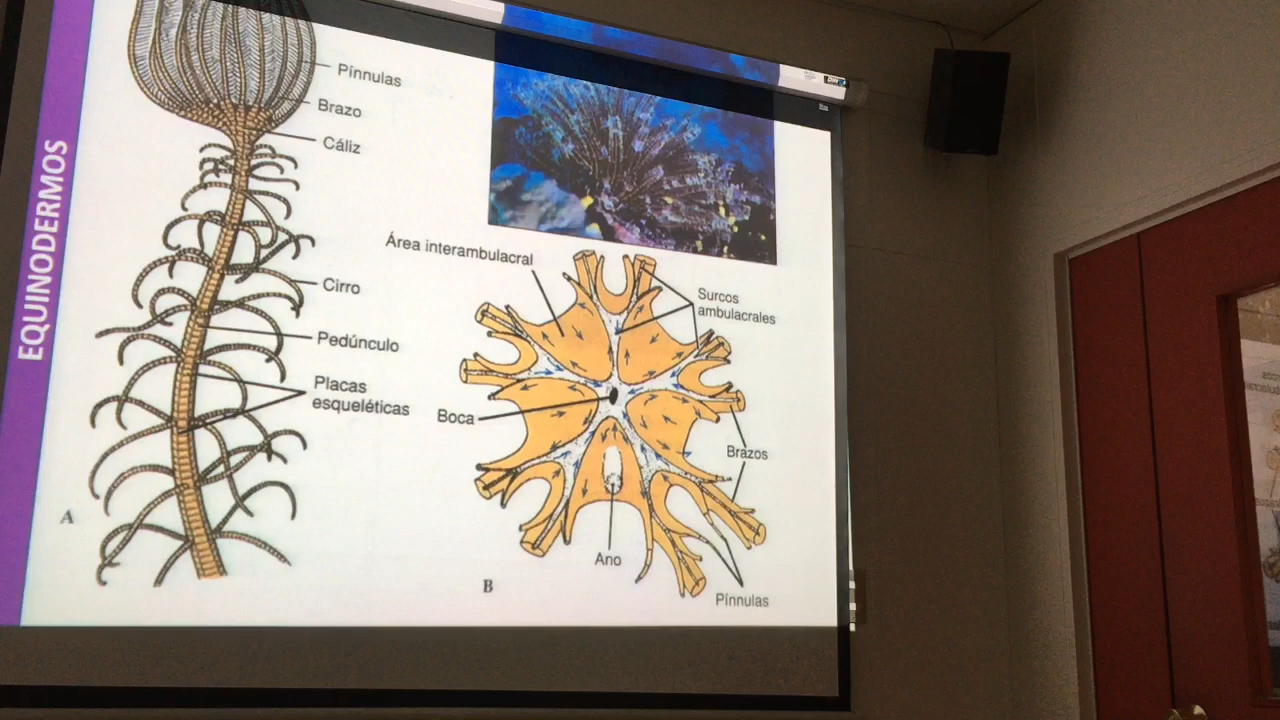 EQUINODERMOS
Pínnulas
Brazo
Cáliz
Cirro
Pedúnculo
Placas
esqueléticas
A
Área interambulacral
Surcos
ambulacrales
Boca
Brazos
Ano
B
Pínnulas